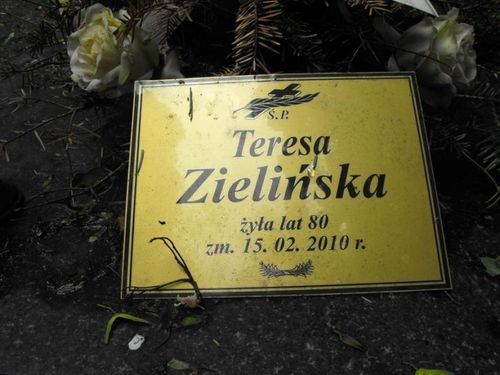 Ś.P.
Teresa
Zielińska
żyła lat 80
zm. 15. 02. 2010 r.